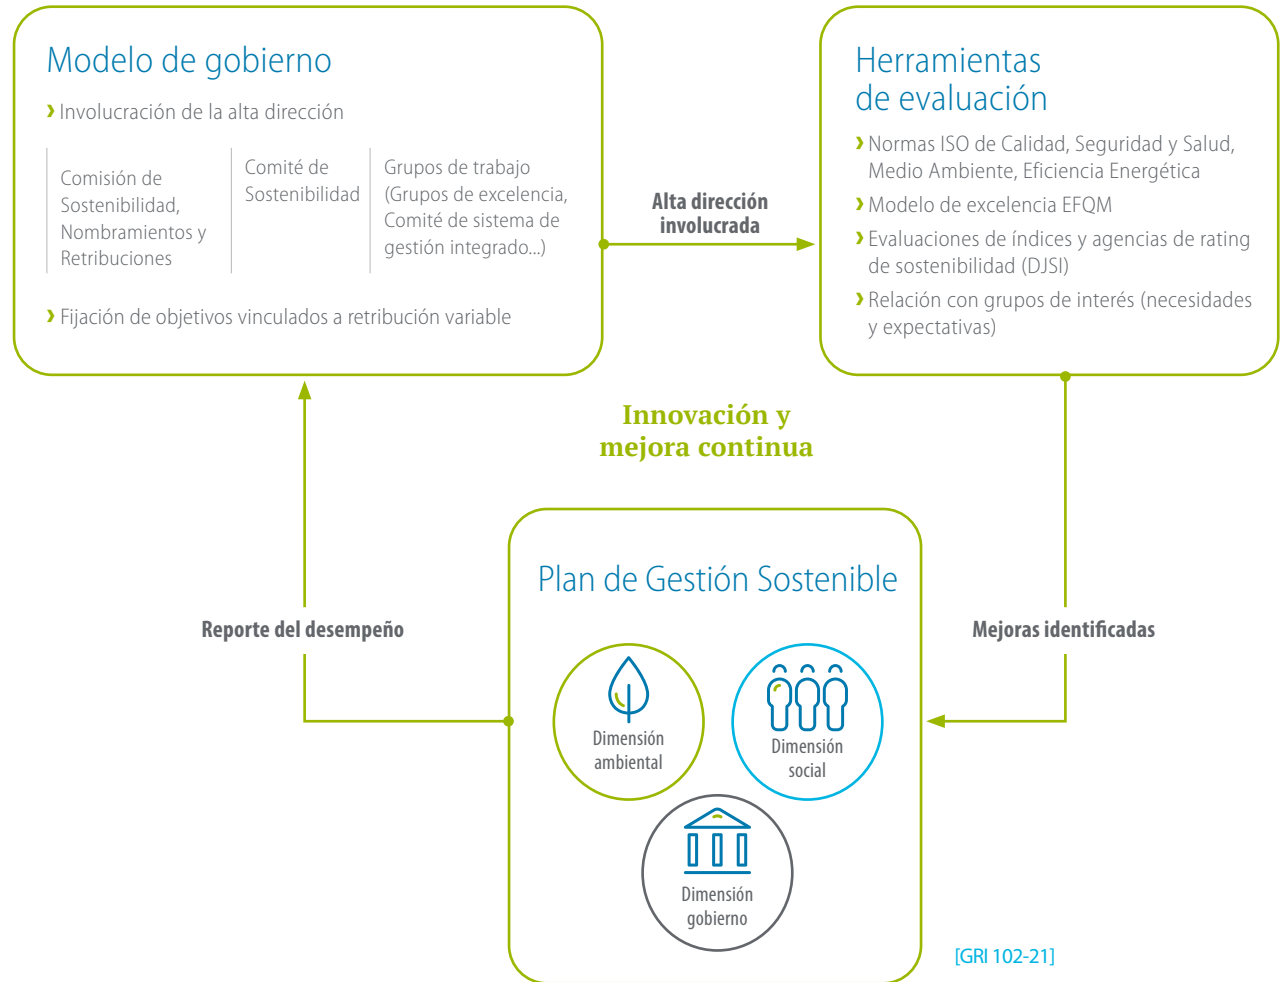 Modelo de gobierno
› Involucración de la alta dirección
Comisión de
Sostenibilidad,
Nombramientos y
Retribuciones
Comité de
Sostenibilidad
Grupos de trabajo
(Grupos de excelencia,
Comité de sistema de
gestión integrado...)
› Fijación de objetivos vinculados a retribución variable
Alta dirección
involucrada
Herramientas
de evaluación
› Normas ISO de Calidad, Seguridad y Salud,
Medio Ambiente, Eficiencia Energética
› Modelo de excelencia EFQM
› Evaluaciones de índices y agencias de rating
de sostenibilidad (DJSI)
› Relación con grupos de interés (necesidades
y expectativas)
Innovación y
mejora continua
Reporte del desempeño
Mejoras identificadas
Plan de Gestión Sostenible
Dimensión
ambiental
Dimensión
social
Dimensión
gobierno
[GRI 102-21]